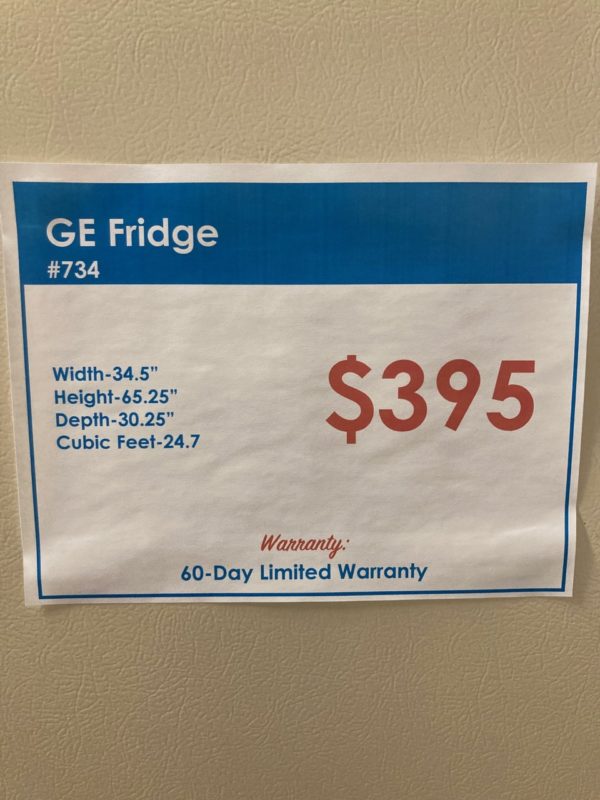 GE Fridge
#734
Width-34.5”
Height-65.25”
Depth-30.25”
Cubic Feet-24.7
$395
Warranty:
60-Day Limited Warranty